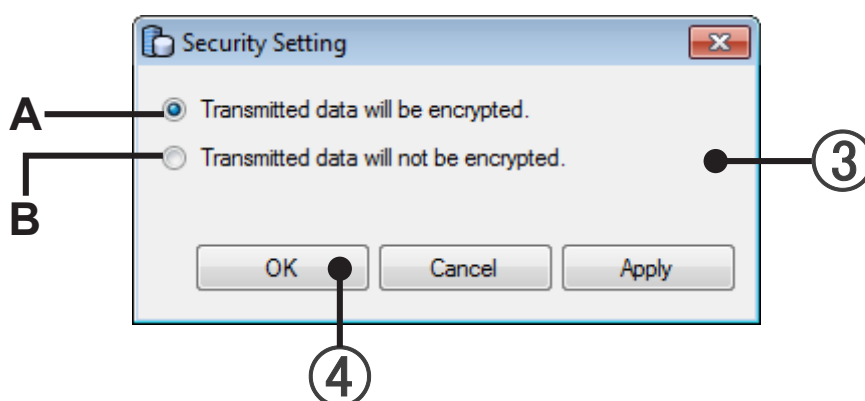 Security Setting
A
Transmitted data will be encrypted.
B
Transmitted data will not be encrypted.
③
OK
Cancel
Apply
④